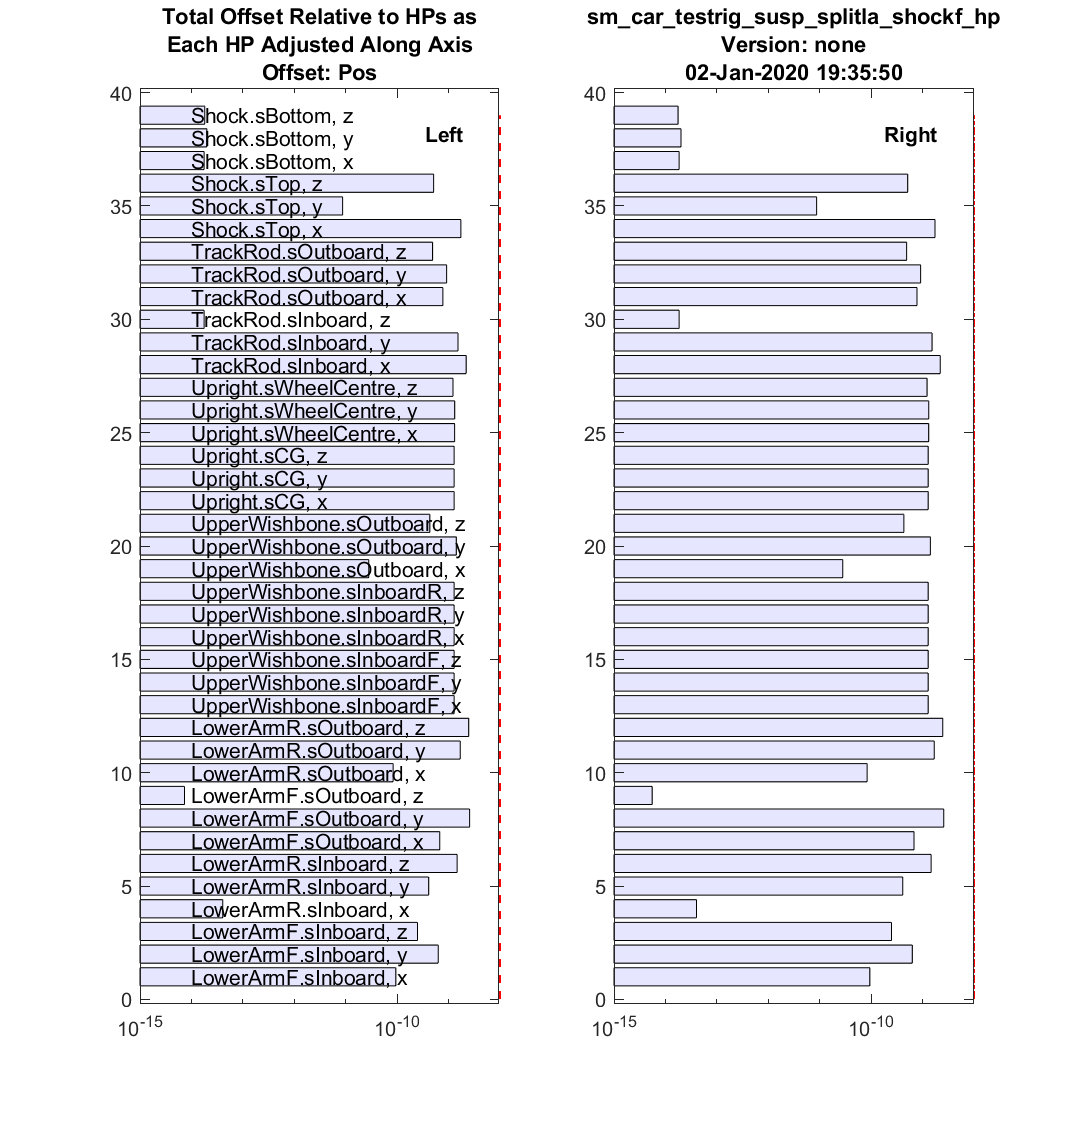 Total Offset Relative to HPs as
Each HP Adjusted Along Axis
Offset: Pos
40
Shock.sBottom, z
Left
Shock.sBottom, y
Shock.sBottom, x
Shock.sTop, z
35
Shock.sTop, y
Shock.sTop, x
TrackRod.sOutboard, z
TrackRod.sOutboard, y
TrackRod.sOutboard, x
30
TrackRod.sInboard, z
TrackRod.sInboard, y
TrackRod.sInboard, x
Upright.sWheelCentre, z
Upright.sWheelCentre, y
25
Upright.sWheelCentre, x
Upright.sCG, z
Upright.sCG, y
Upright.sCG, x
UpperWishbone.sOutboard, z
20
UpperWishbone.sOutboard, y
UpperWishbone.sOutboard, x
UpperWishbone.sInboardR, z
UpperWishbone.sInboardR, y
UpperWishbone.sInboardR, x
15
UpperWishbone.sInboardF, z
UpperWishbone.sInboardF, y
UpperWishbone.sInboardF, x
LowerArmR.sOutboard, z
LowerArmR.sOutboard, y
10
LowerArmR.sOutboard, x
LowerArmF.sOutboard, z
LowerArmF.sOutboard, y
LowerArmF.sOutboard, x
LowerArmR.sInboard, z
5
LowerArmR.sInboard, y
LowerArmR.sInboard, x
LowerArmF.sInboard, z
LowerArmF.sInboard, y
LowerArmF.sInboard, x
0
10^-15
10^-10
sm_car_testrig_susp_splitla_shockf_hp
Version: none
02-Jan-2020 19:35:50
40
Right
35
30
25
20
15
10
5
0
10^-15
10^-10